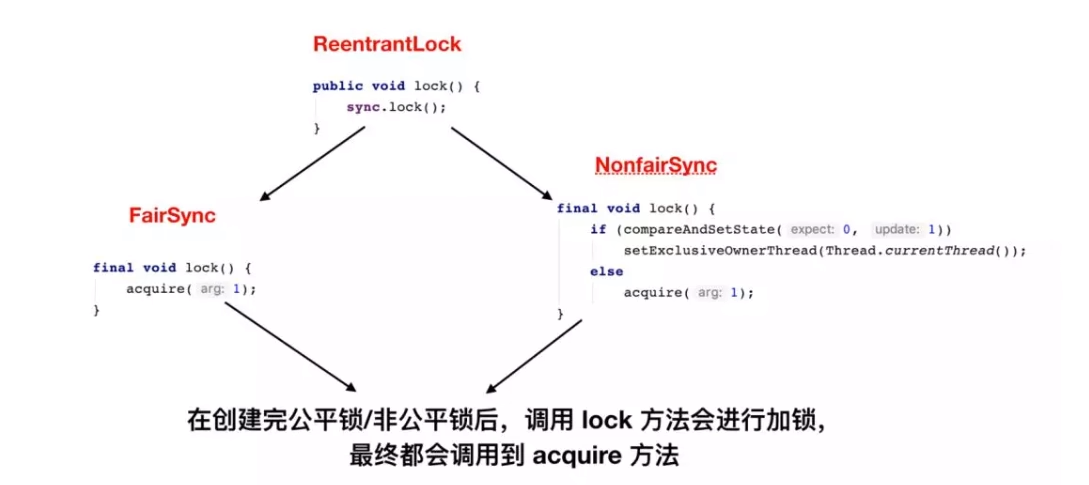 ReentrantLock
public void lock() {
sync.lock();
}
NonfairSync
final void lock() {
if (compareAndSetState( expect: 0, update: 1))
setExclusiveOwnerThread(Thread.currentThread());
else
acquire( arg: 1);
}
FairSync
final void lock() {
acquire( arg: 1);
}
在创建完公平锁/非公平锁后，调用 lock 方法会进行加锁，
最终都会调用到 acquire 方法